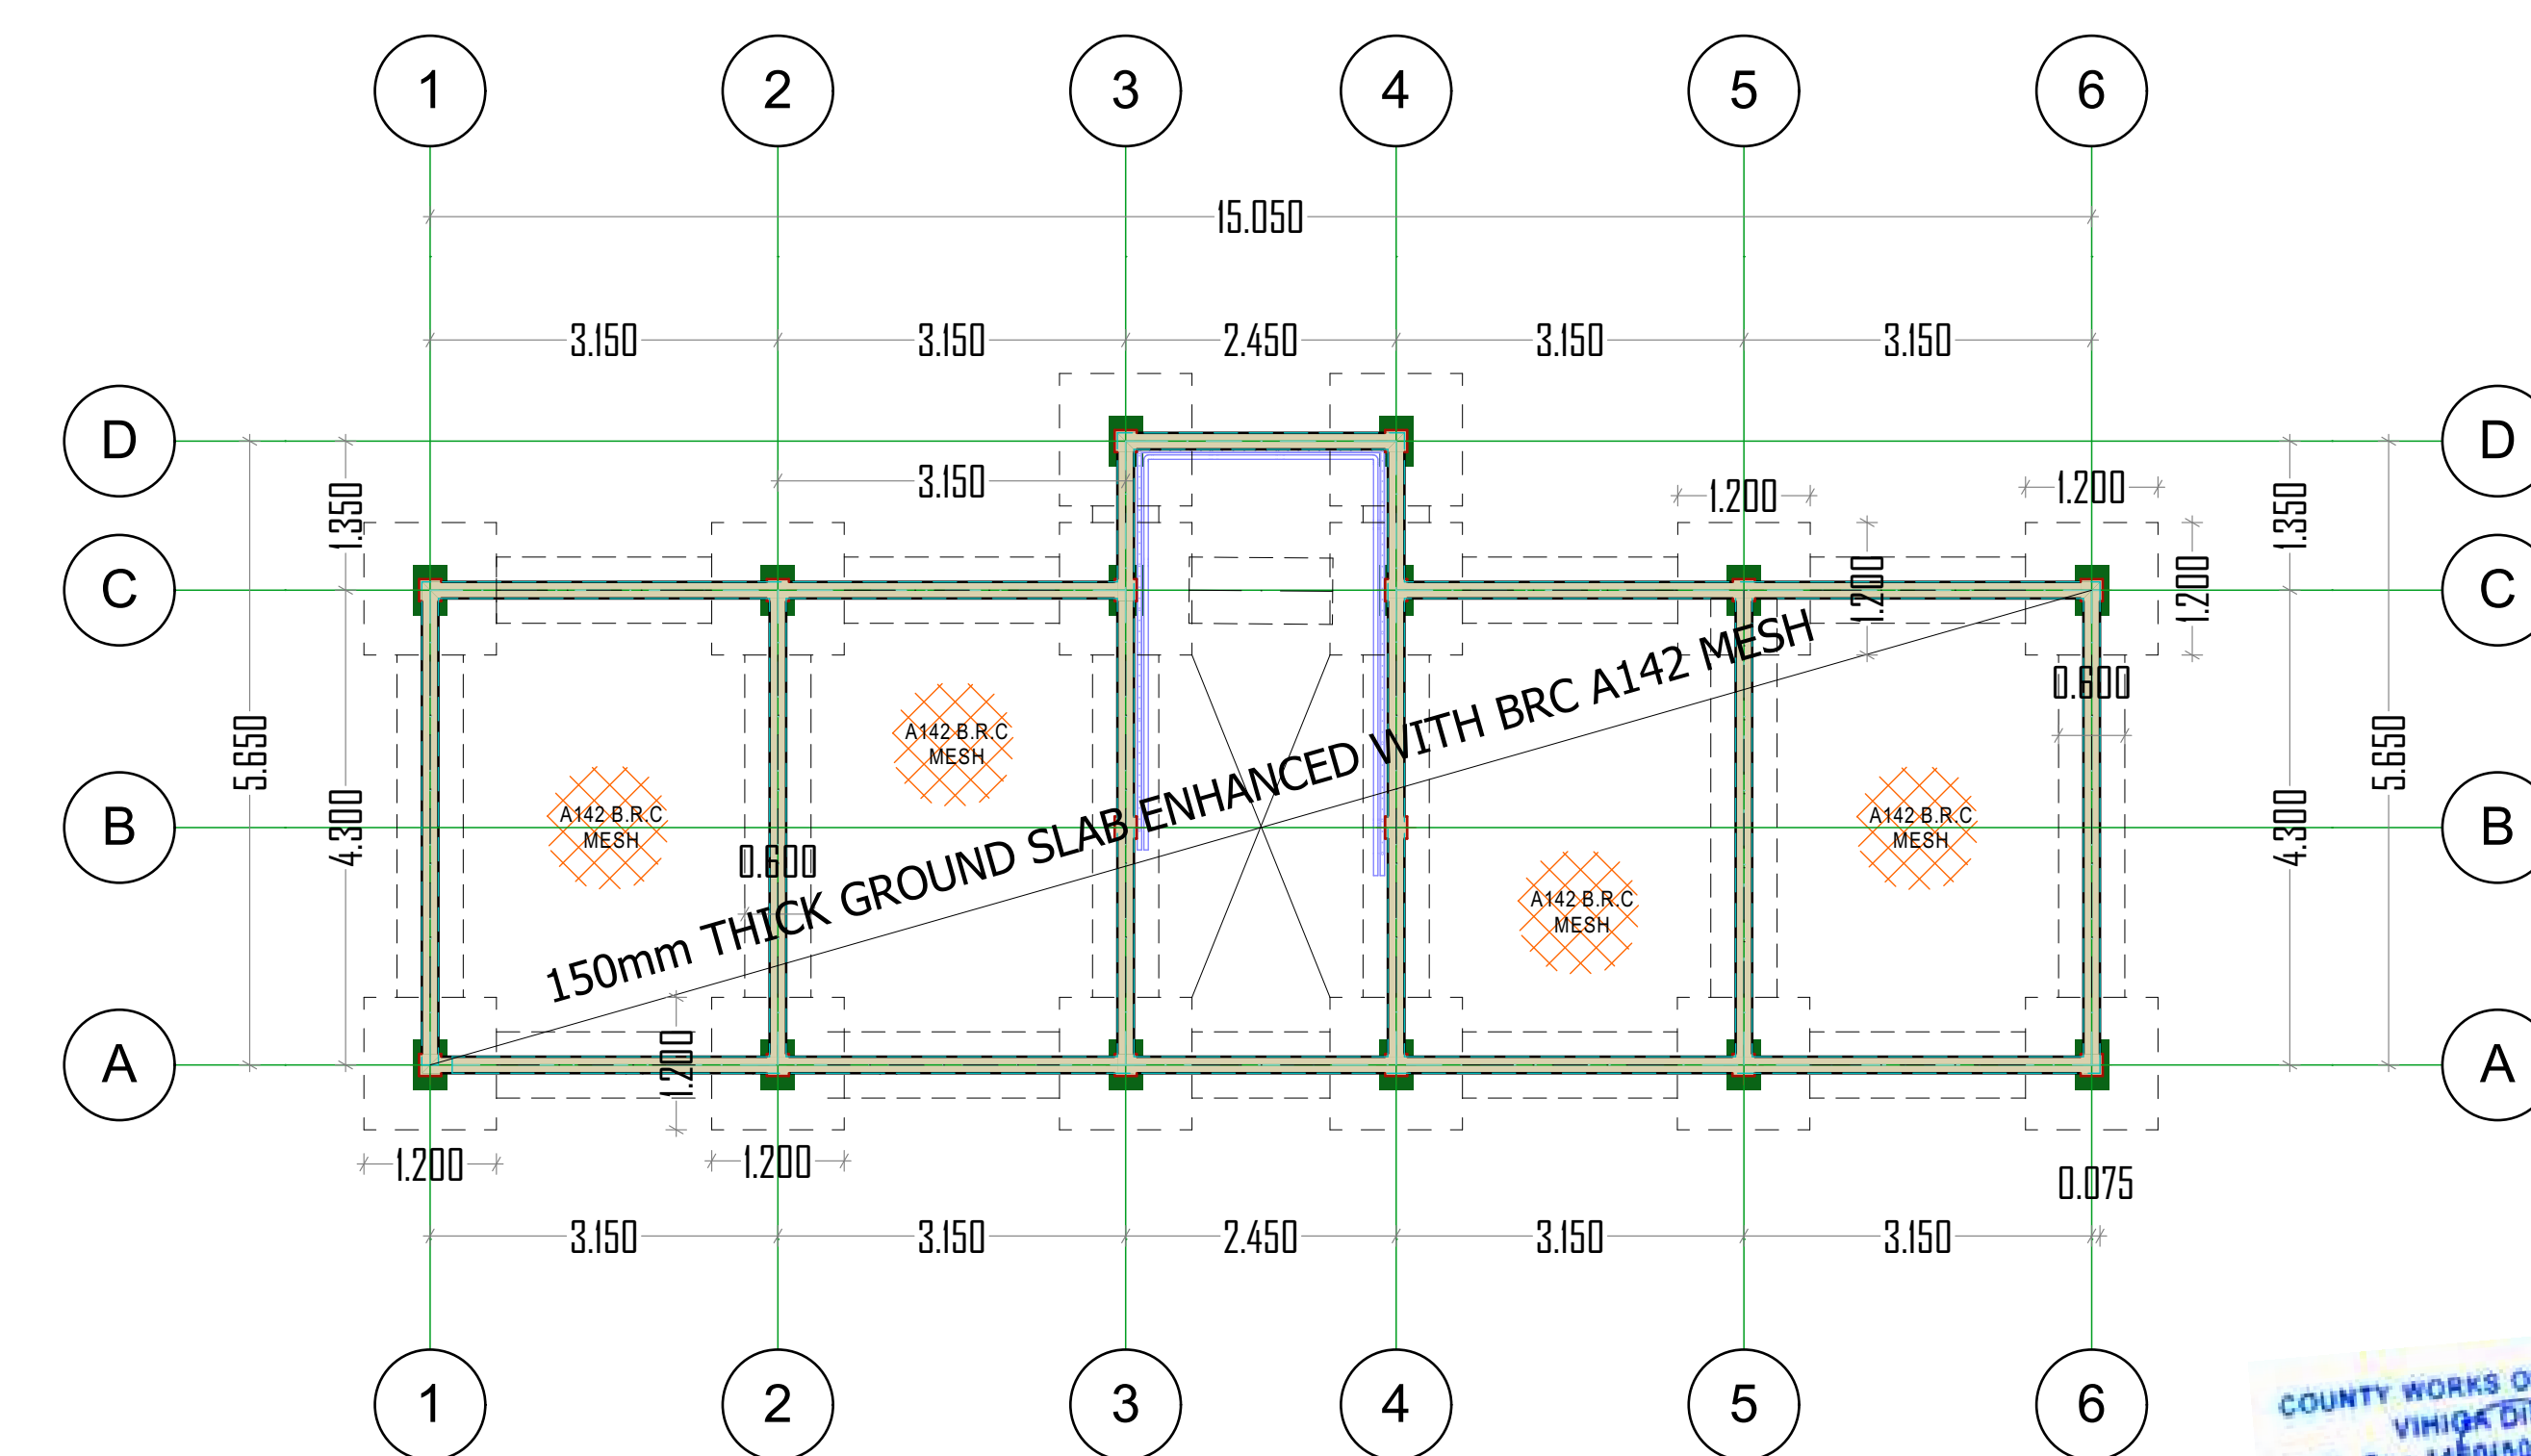 1 2 3 4 5 6
15.050
3.150 3.150 2.450 3.150 3.150
D D
3.150
1.200 1.200
1.350 1.350
C C
1.200 1.200
0.600
A142 B.R.C
MESH
150mm THICK GROUND SLAB ENHANCED WITH BRC A142 MESH
5.650 5.650
4.300 4.300
B B
A142 B.R.C
MESH
A142 B.R.C
MESH
0.600
A142 B.R.C
MESH
A A
1.200
1.200 1.200
0.075
3.150 3.150 2.450 3.150 3.150
1 2 3 4 5 6
COUNTY WORKS
VIHIGA